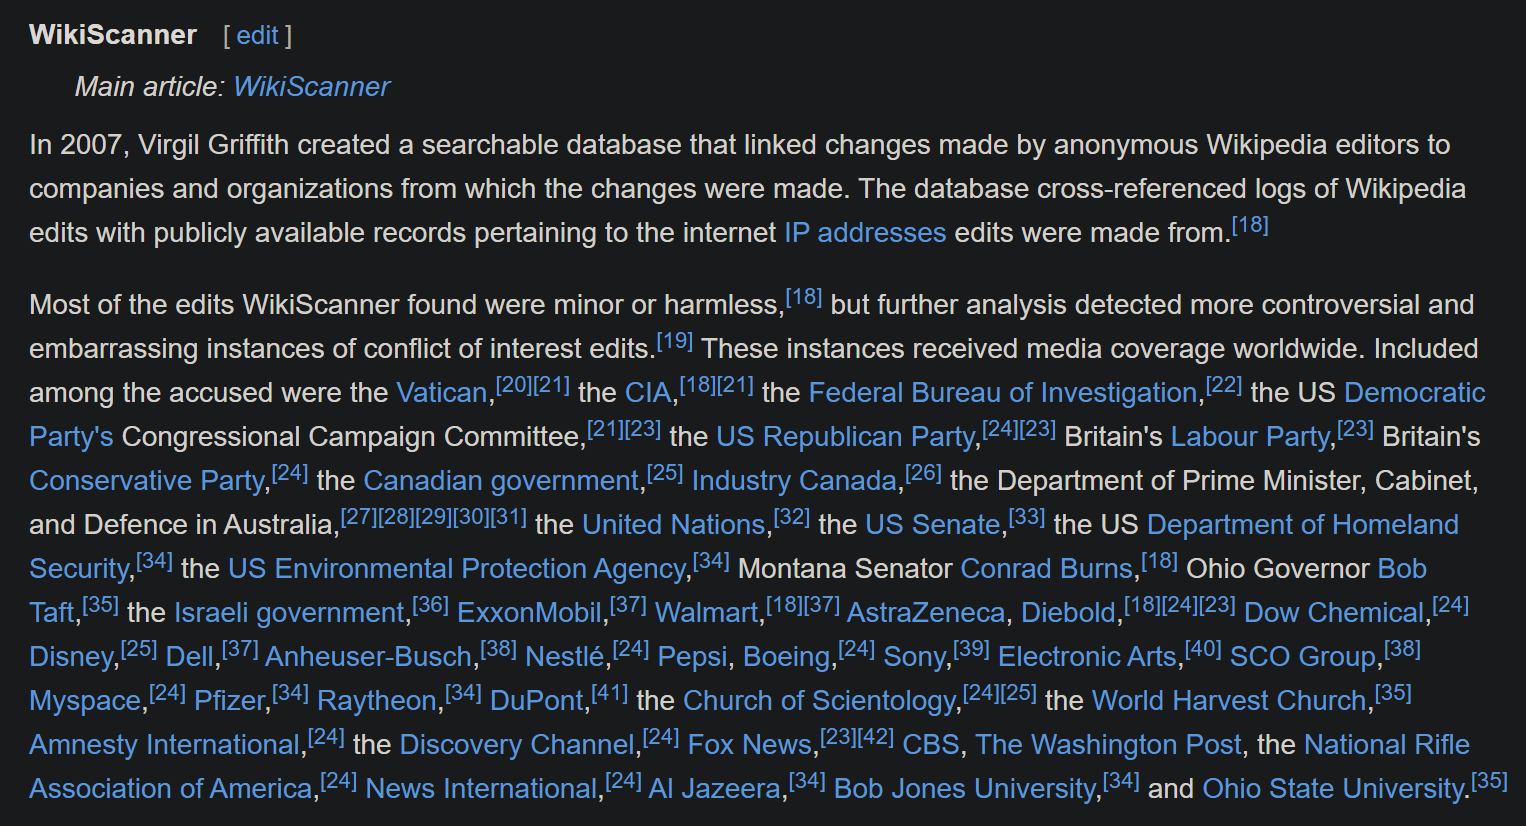 WikiScanner [ edit ]
Main article: WikiScanner
In 2007, Virgil Griffith created a searchable database that linked changes made by anonymous Wikipedia editors to
companies and organizations from which the changes were made. The database cross-referenced logs of Wikipedia
edits with publicly available records pertaining to the internet IP addresses edits were made from.[18]
Most of the edits WikiScanner found were minor or harmless,[18] but further analysis detected more controversial and
embarrassing instances of conflict of interest edits.[19] These instances received media coverage worldwide. Included
among the accused were the Vatican,[20][21] the CIA,[18][21] the Federal Bureau of Investigation,[22] the US Democratic
Party's Congressional Campaign Committee,[21][23] the US Republican Party,[24][23] Britain's Labour Party,[23] Britain's
Conservative Party,[24] the Canadian government,[25] Industry Canada,[26] the Department of Prime Minister, Cabinet,
and Defence in Australia,[27][28][29][30][31] the United Nations,[32] the US Senate,[33] the US Department of Homeland
Security,[34] the US Environmental Protection Agency,[34] Montana Senator Conrad Burns,[18] Ohio Governor Bob
Taft,[35] the Israeli government,[36] ExxonMobil,[37] Walmart,[18][37] AstraZeneca, Diebold,[18][24][23] Dow Chemical,[24]
Disney,[25] Dell,[37] Anheuser-Busch,[38] Nestlé,[24] Pepsi, Boeing,[24] Sony,[39] Electronic Arts,[40] SCO Group,[38]
Myspace,[24] Pfizer,[34] Raytheon,[34] DuPont,[41] the Church of Scientology,[24][25] the World Harvest Church,[35]
Amnesty International,[24] the Discovery Channel,[24] Fox News,[23][42] CBS, The Washington Post, the National Rifle
Association of America,[24] News International,[24] Al Jazeera,[34] Bob Jones University,[34] and Ohio State University.[35]